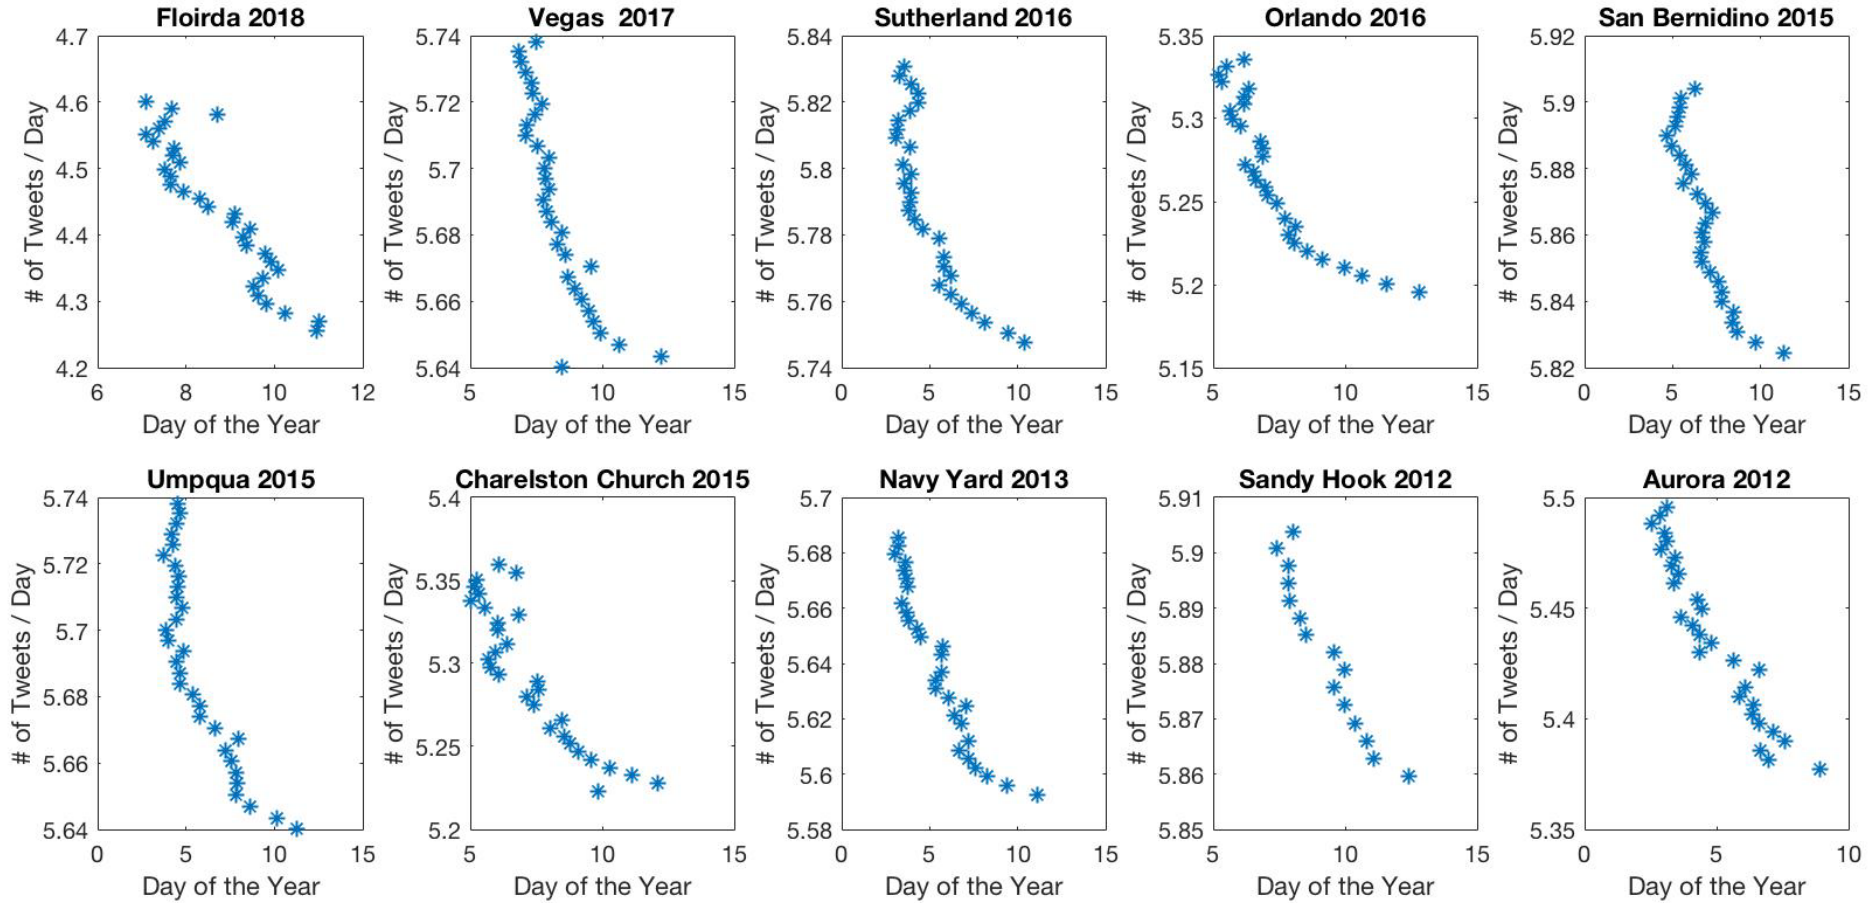 Floirda 2018
4.7
4.6
4.5
4.4
4.3
4.2
# of Tweets / Day
6 8 10 12
Day of the Year
Vegas 2017
5.74
5.72
5.7
5.68
5.66
5.64
# of Tweets / Day
5 10 15
Day of the Year
Sutherland 2016
5.84
5.82
5.8
5.78
5.76
5.74
# of Tweets / Day
0 5 10 15
Day of the Year
Orlando 2016
5.35
5.3
5.25
5.2
5.15
# of Tweets / Day
5 10 15
Day of the Year
San Bernidino 2015
5.92
5.9
5.88
5.86
5.84
5.82
# of Tweets / Day
0 5 10 15
Day of the Year
Umpqua 2015
5.74
5.72
5.7
5.68
5.66
5.64
# of Tweets / Day
0 5 10 15
Day of the Year
Charelston Church 2015
5.4
5.35
5.3
5.25
5.2
# of Tweets / Day
5 10 15
Day of the Year
Navy Yard 2013
5.7
5.68
5.66
5.64
5.62
5.6
5.58
# of Tweets / Day
0 5 10 15
Day of the Year
Sandy Hook 2012
5.91
5.9
5.89
5.88
5.87
5.86
5.85
# of Tweets / Day
5 10 15
Day of the Year
Aurora 2012
5.5
5.45
5.4
5.35
# of Tweets / Day
0 5 10
Day of the Year